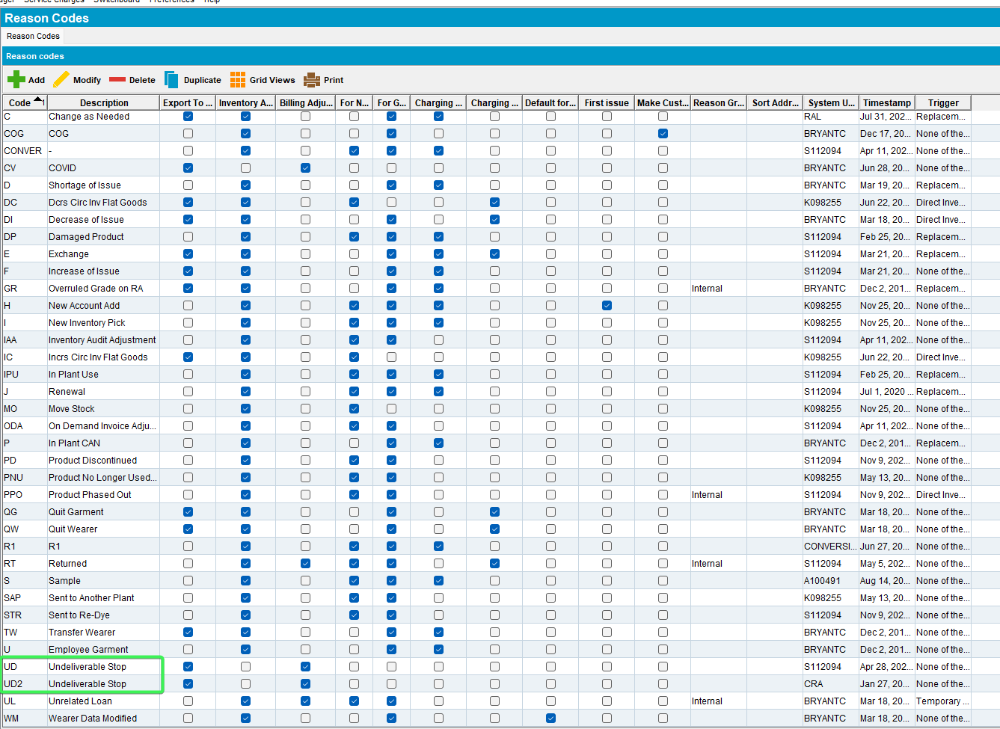 Service Charges Switchboard Preferences Help
Reason Codes
Reason Codes
Reason codes
Add Modify Delete Duplicate Grid Views Print
Code 1 Description Export To ... Inventory A... Billing Adju... For N... For G... Charging ... Charging ... Default for... First issue Make Cust... Reason Gr... Sort Addr... System U... Timestamp Trigger
C Change as Needed RAL Jul 31, 202... Replacem...
COG COG BRYANTC Dec 17, 20... None of the...
CONVER - S112094 Apr 11, 202... None of the...
CV COVID BRYANTC Jun 28, 20... None of the...
D Shortage of Issue BRYANTC Mar 19, 20... Replacem...
DC Dcrs Circ Inv Flat Goods K098255 Jun 22, 20... Direct Inve...
DI Decrease of Issue BRYANTC Mar 18, 20... Direct Inve...
DP Damaged Product S112094 Feb 25, 20... Replacem...
E Exchange S112094 Mar 21, 20... Replacem...
F Increase of Issue S112094 Mar 21, 20... None of the...
GR Overruled Grade on RA Internal BRYANTC Dec 2, 201... Replacem...
H New Account Add K098255 Nov 25, 20... None of the...
I New Inventory Pick K098255 Nov 25, 20... None of the...
IAA Inventory Audit Adjustment S112094 Apr 11, 202... None of the...
IC Incrs Circ Inv Flat Goods K098255 Jun 22, 20... Direct Inve...
IPU In Plant Use S112094 Feb 25, 20... Replacem...
J Renewal S112094 Jul 1, 2020 ... Replacem...
MO Move Stock K098255 Nov 25, 20... None of the...
ODA On Demand Invoice Adju... S112094 Apr 11, 202... None of the...
P In Plant CAN BRYANTC Dec 2, 201... Replacem...
PD Product Discontinued S112094 Nov 9, 202... None of the...
PNU Product No Longer Used... K098255 May 13, 20... None of the...
PPO Product Phased Out Internal S112094 Nov 9, 202... Direct Inve...
QG Quit Garment BRYANTC Mar 18, 20... None of the...
QW Quit Wearer BRYANTC Mar 18, 20... None of the...
R1 R1 CONVERSI... Jun 27, 20... None of the...
RT Returned Internal S112094 May 5, 202... None of the...
S Sample A100491 Aug 14, 20... None of the...
SAP Sent to Another Plant K098255 May 13, 20... None of the...
STR Sent to Re-Dye S112094 Nov 9, 202... None of the...
TW Transfer Wearer BRYANTC Dec 2, 201... None of the...
U Employee Garment BRYANTC Dec 2, 201... None of the...
UD Undeliverable Stop S112094 Apr 28, 202... None of the...
UD2 Undeliverable Stop CRA Jan 27, 20... None of the...
UL Unrelated Loan Internal BRYANTC Mar 18, 20... Temporary ...
WM Wearer Data Modified BRYANTC Mar 18, 20... None of the...